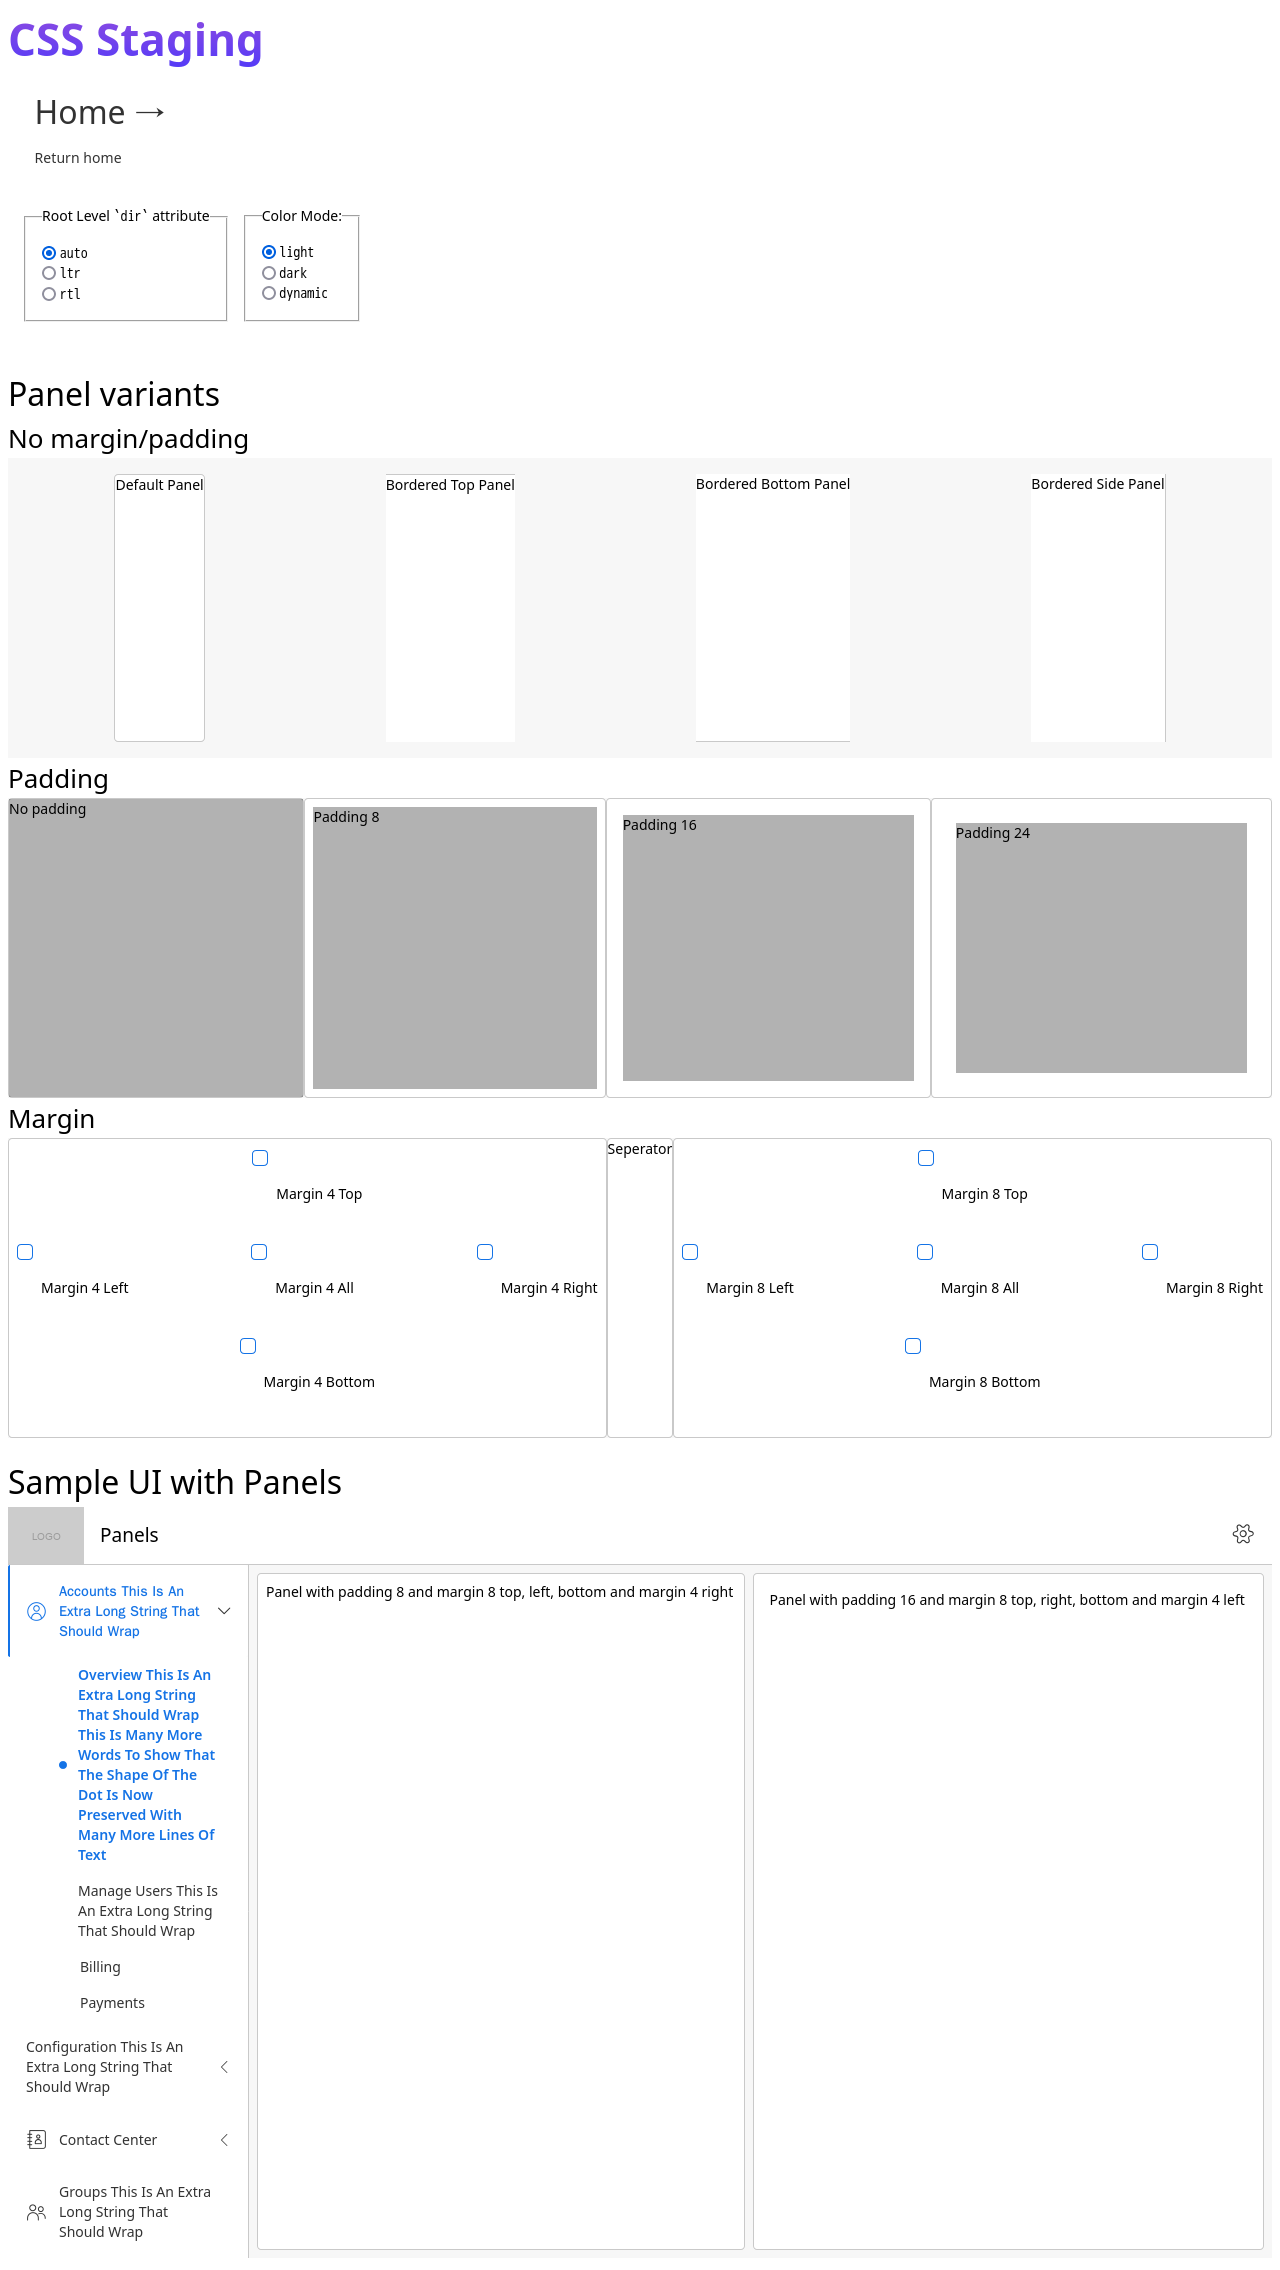 CSS Staging
Home →
Return home
Root Level `dir` attribute
auto
ltr
rtl
Color Mode:
light
dark
dynamic
Panel variants
No margin/padding
Default Panel
Bordered Top Panel
Bordered Bottom Panel
Bordered Side Panel
Padding
No padding
Padding 8
Padding 16
Padding 24
Margin
Margin 4 Top
Margin 4 Left
Margin 4 All
Margin 4 Right
Margin 4 Bottom
Seperator
Margin 8 Top
Margin 8 Left
Margin 8 All
Margin 8 Right
Margin 8 Bottom
Sample UI with Panels
LOGO
Panels
Accounts This Is An
Extra Long String That
Should Wrap
Overview This Is An
Extra Long String
That Should Wrap
This Is Many More
Words To Show That
The Shape Of The
Dot Is Now
Preserved With
Many More Lines Of
Text
Manage Users This Is
An Extra Long String
That Should Wrap
Billing
Payments
Configuration This Is An
Extra Long String That
Should Wrap
Contact Center
Groups This Is An Extra
Long String That
Should Wrap
Panel with padding 8 and margin 8 top, left, bottom and margin 4 right
Panel with padding 16 and margin 8 top, right, bottom and margin 4 left